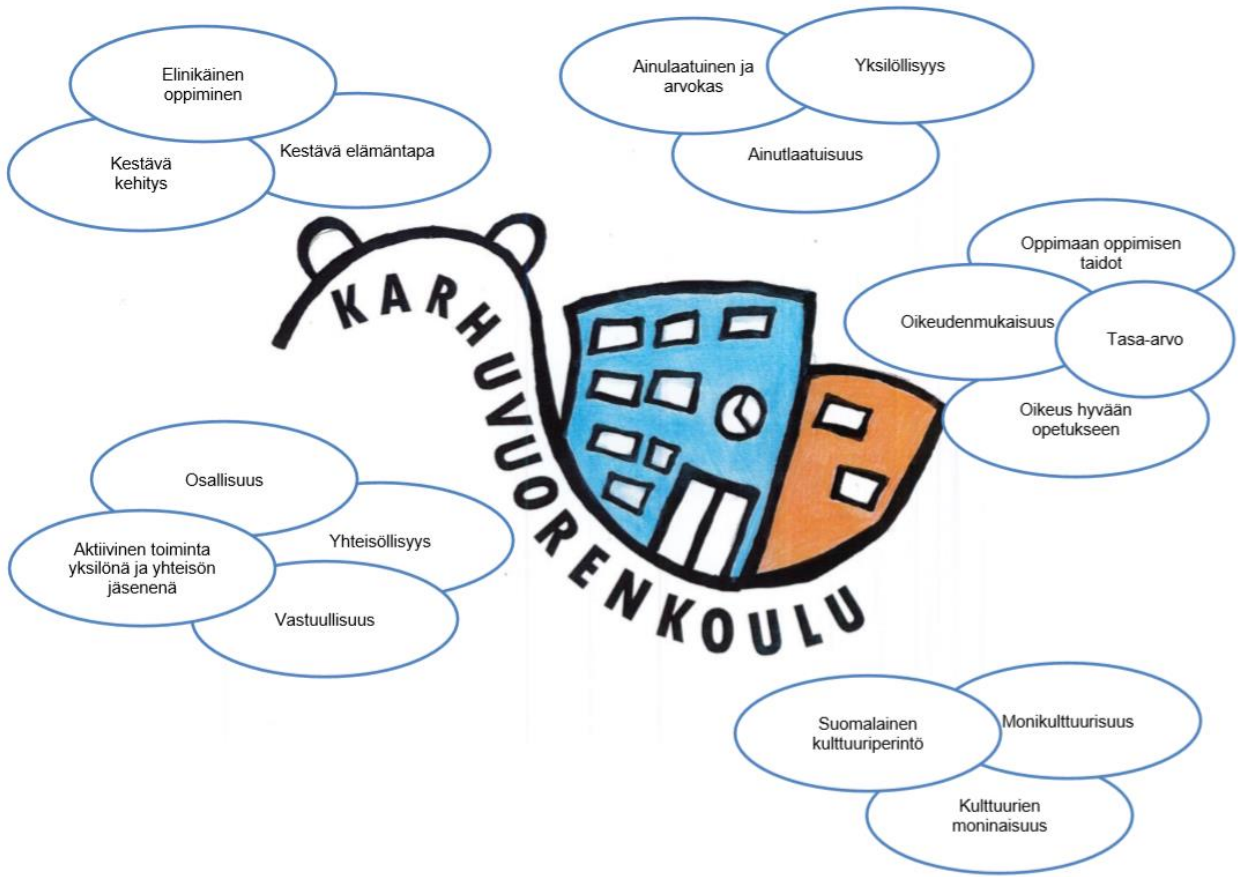 Elinikäinen
oppiminen
Kestävä elämäntapa
Kestävä
kehitys
Ainulaatuinen ja
arvokas
Yksilöllisyys
Ainutlaatuisuus
Oppimaan oppimisen
taidot
Oikeudenmukaisuus
Tasa-arvo
Oikeus hyvään
opetukseen
KARHUVUORENKOULU
Osallisuus
Yhteisöllisyys
Aktiivinen toiminta
yksilönä ja yhteisön
jäsenenä
Vastuullisuus
Suomalainen
kulttuuriperintö
Monikulttuurisuus
Kulttuurien
moninaisuus